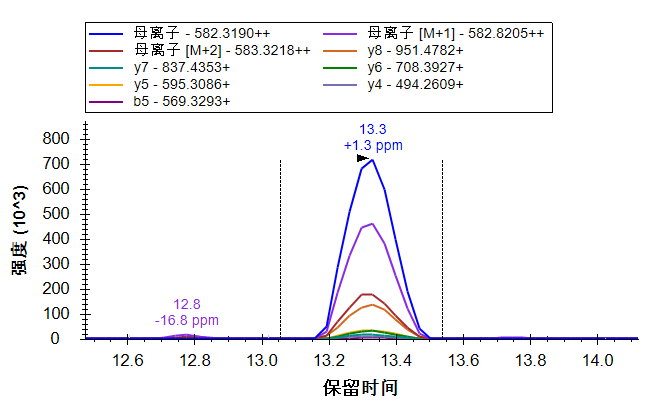 母离子 - 582.3190++
母离子 [M+1] - 582.8205++
母离子 [M+2] - 583.3218++
y8 - 951.4782+
y7 - 837.4353+
y6 - 708.3927+
y5 - 595.3086+
y4 - 494.2609+
b5 - 569.3293+
13.3
+1.3 ppm
12.8
-16.8 ppm
强度 (10^3)
800
700
600
500
400
300
200
100
0
12.6 12.8 13.0 13.2 13.4 13.6 13.8 14.0
保留时间